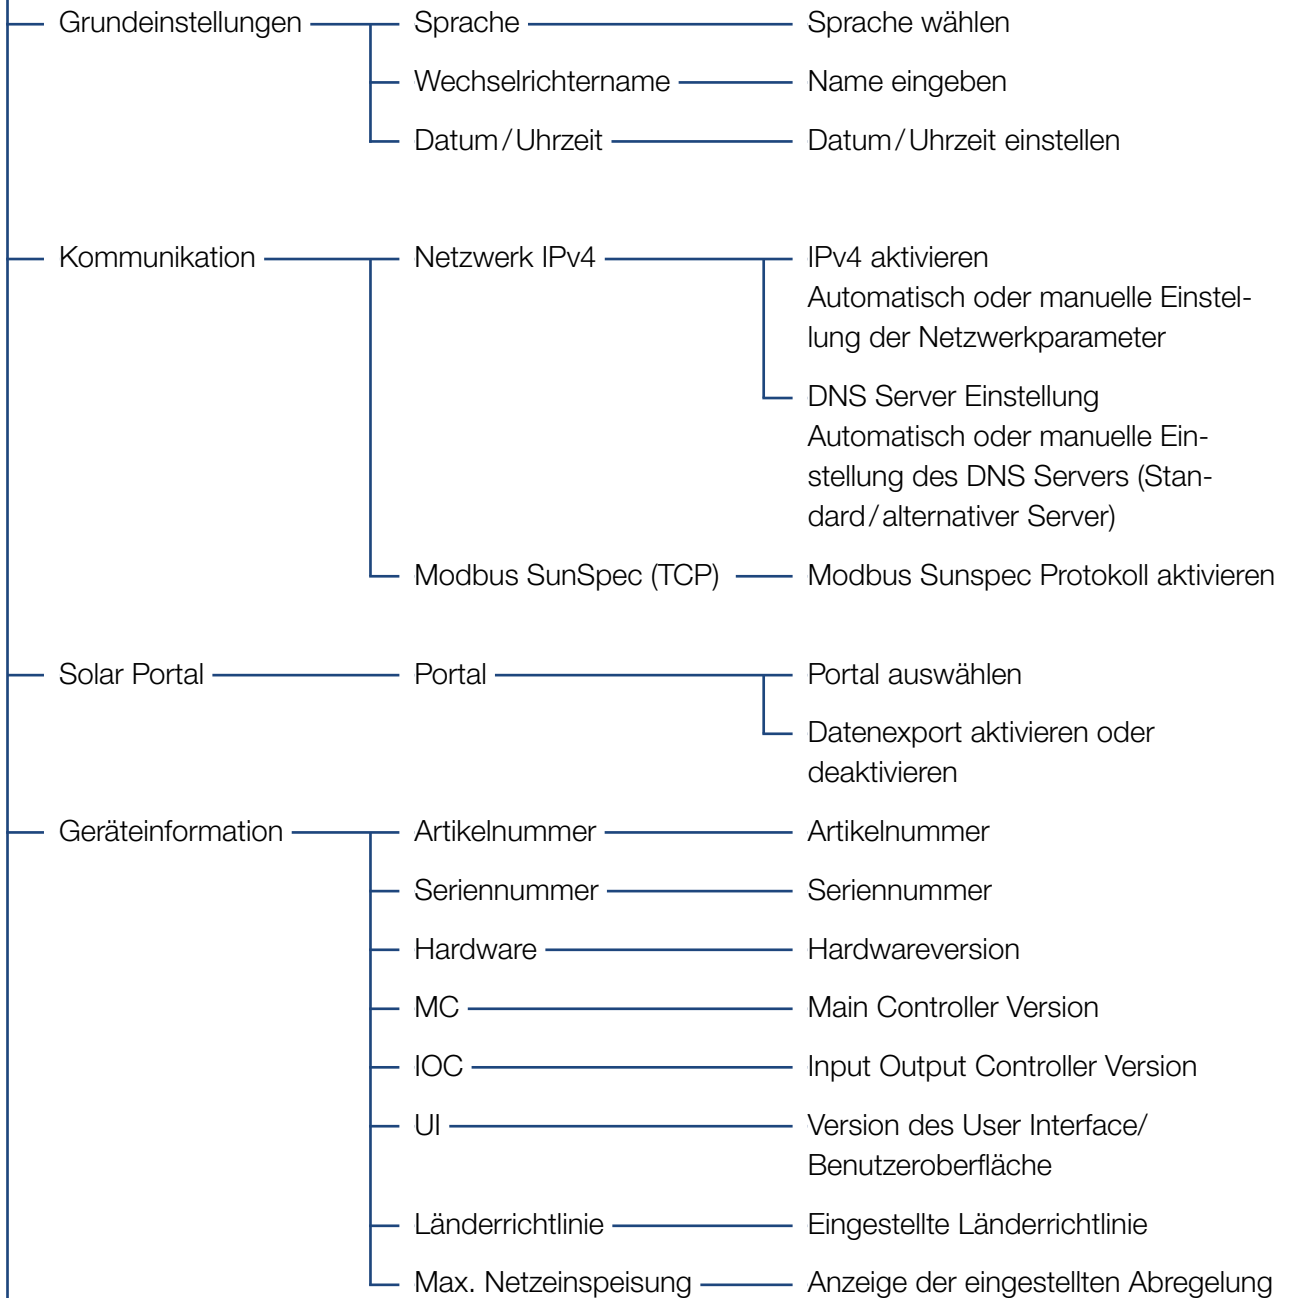 Grundeinstellungen Sprache Sprache wählen
Wechselrichtername Name eingeben
Datum/Uhrzeit Datum/Uhrzeit einstellen
Kommunikation Netzwerk IPv4 IPv4 aktivieren
Automatisch oder manuelle Einstel-
lung der Netzwerkparameter
DNS Server Einstellung
Automatisch oder manuelle Ein-
stellung des DNS Servers (Stan-
dard/alternativer Server)
Modbus SunSpec (TCP) Modbus Sunspec Protokoll aktivieren
Solar Portal Portal Portal auswählen
Datenexport aktivieren oder
deaktivieren
Geräteinformation Artikelnummer Artikelnummer
Seriennummer Seriennummer
Hardware Hardwareversion
MC Main Controller Version
IOC Input Output Controller Version
UI Version des User Interface/
Benutzeroberfläche
Länderrichtlinie Eingestellte Länderrichtlinie
Max. Netzeinspeisung Anzeige der eingestellten Abregelung